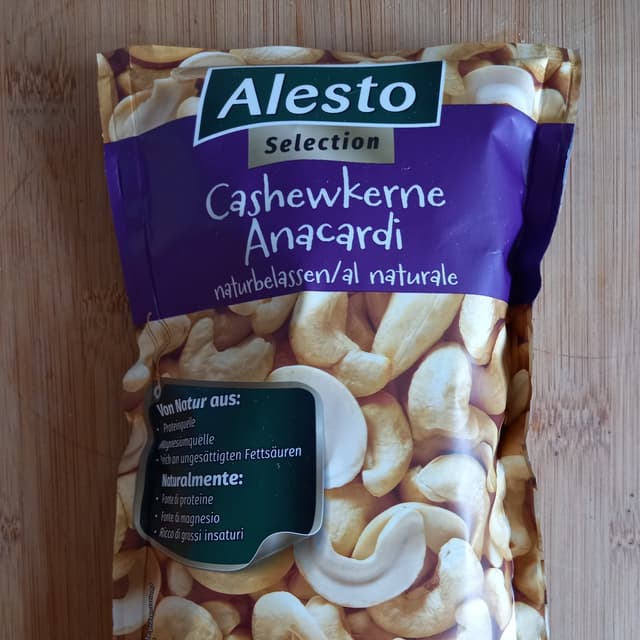 Alesto
Selection
Cashewkerne
Anacardi
naturbelassen/al naturale
Von Natur aus:
• Proteinquelle
Magnesiumquelle
reich an ungesättigten Fettsäuren
Naturalmente:
• Fonte di proteine
• Fonte di magnesio
• Ricco di grassi insaturi